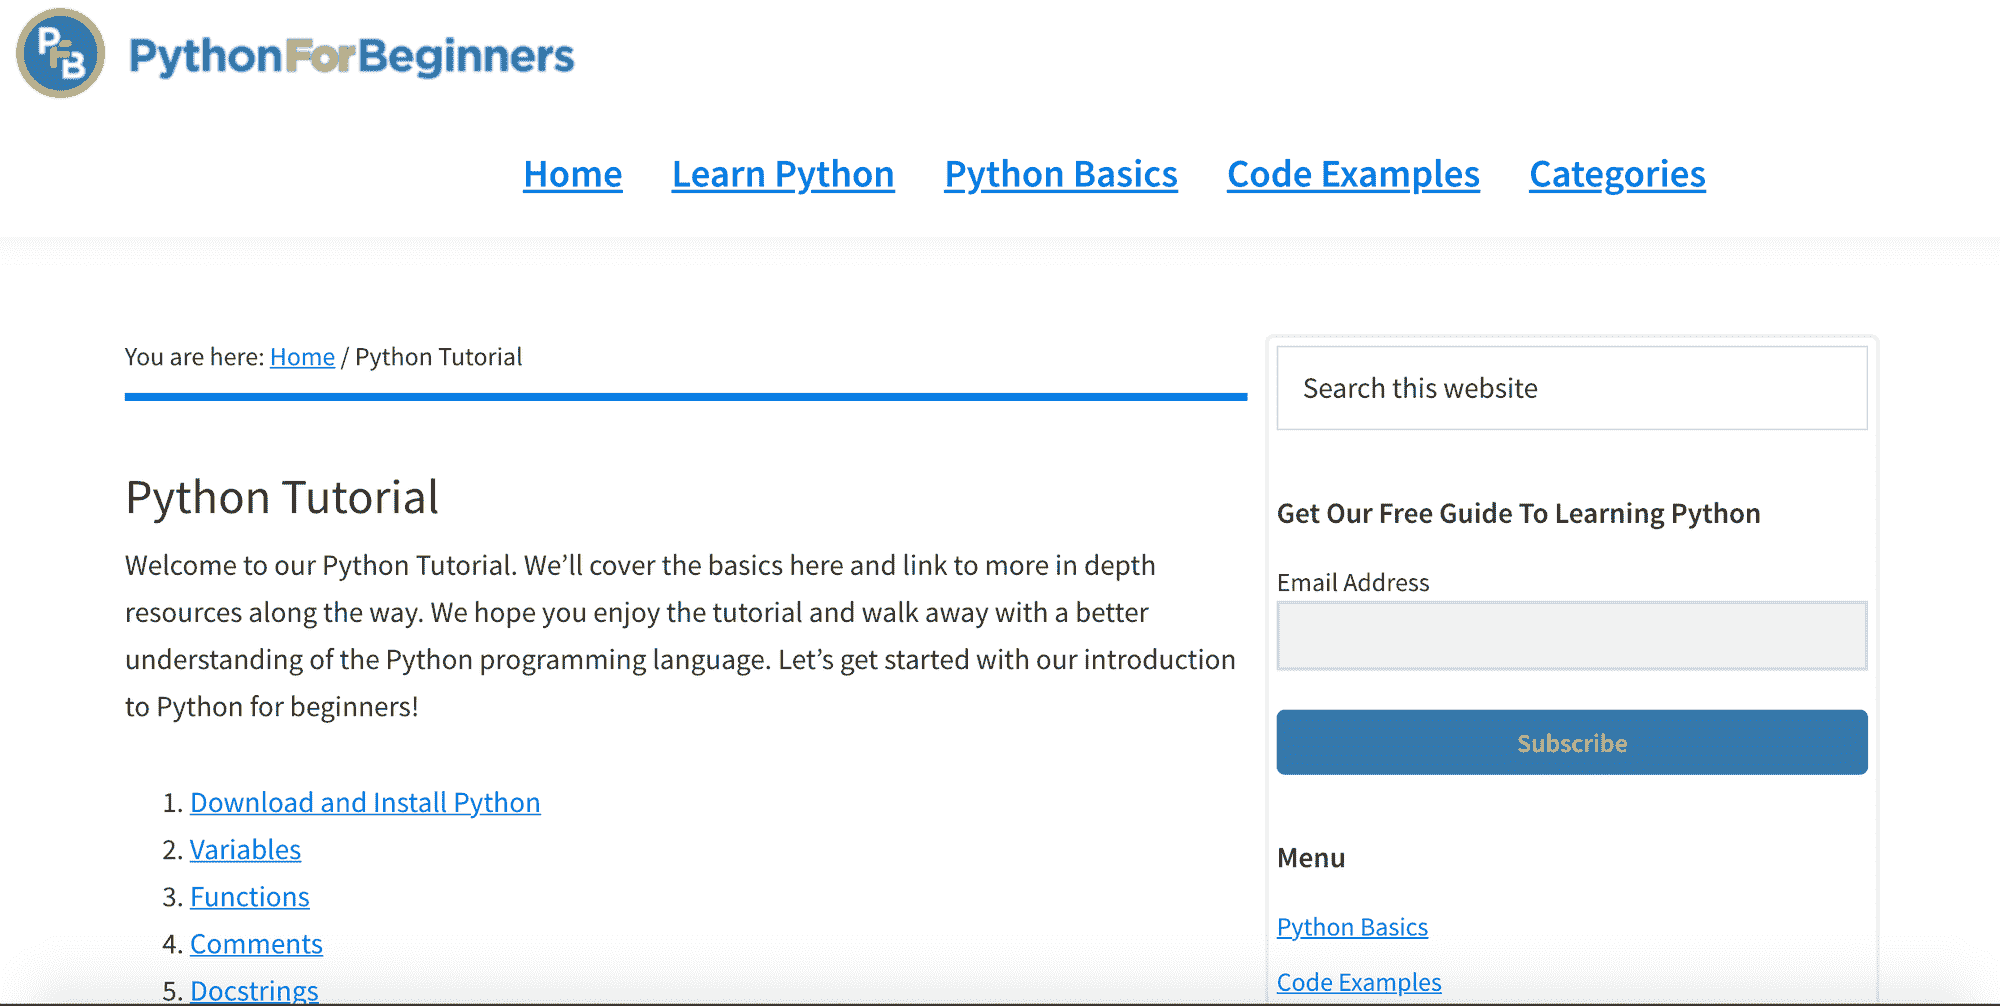 PFB
PythonForBeginners
Home Learn Python Python Basics Code Examples Categories
You are here: Home / Python Tutorial
Python Tutorial
Welcome to our Python Tutorial. We’ll cover the basics here and link to more in depth
resources along the way. We hope you enjoy the tutorial and walk away with a better
understanding of the Python programming language. Let’s get started with our introduction
to Python for beginners!
1. Download and Install Python
2. Variables
3. Functions
4. Comments
5. Docstrings
Search this website
Get Our Free Guide To Learning Python
Email Address
Subscribe
Menu
Python Basics
Code Examples